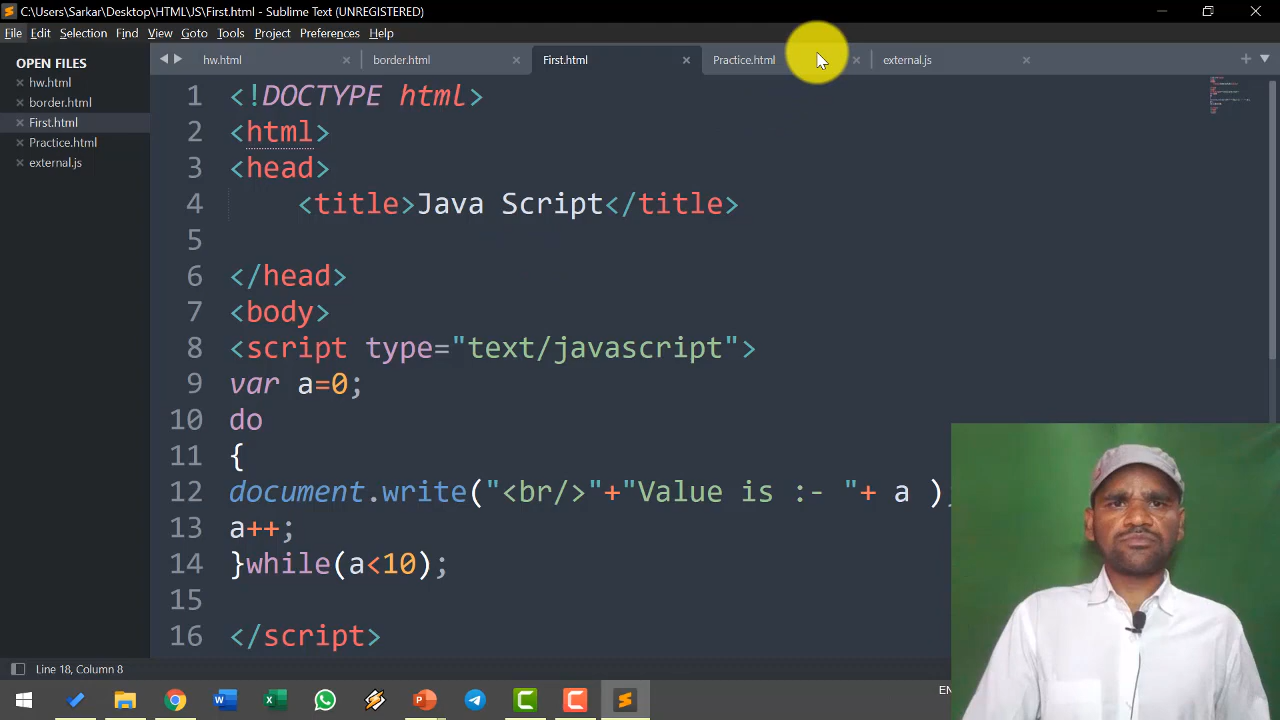 C:\Users\Sarkar\Desktop\HTML\JS\First.html - Sublime Text (UNREGISTERED)
File Edit Selection Find View Goto Tools Project Preferences Help
OPEN FILES
hw.html
border.html
First.html
Practice.html
external.js
hw.html border.html First.html Practice.html external.js
1 <!DOCTYPE html>
2 <html>
3 <head>
4 <title>Java Script</title>
5
6 </head>
7 <body>
8 <script type="text/javascript">
9 var a=0;
10 do
11 {
12 document.write("<br/>"+"Value is :- "+ a );
13 a++;
14 }while(a<10);
15
16 </script>
Line 18, Column 8
EN